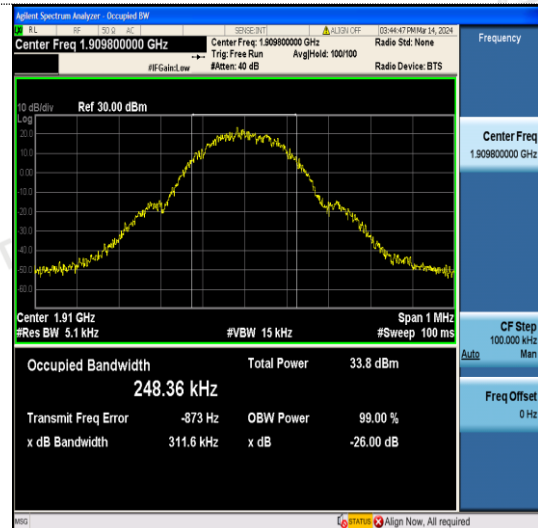 Agilent Spectrum Analyzer - Occupied BW
RL RF 50 Ω AC SENSE:INT ALIGN OFF 03:44:47 PM Mar 14, 2024
Center Freq 1.909800000 GHz Center Freq: 1.909800000 GHz Radio Std: None Frequency
Trig: Free Run Avg|Hold: 100/100
#IFGain:Low #Atten: 40 dB Radio Device: BTS
10 dB/div Ref 30.00 dBm
Log
20.0
10.0
0.00
-10.0
-20.0
-30.0
-40.0
-50.0
-60.0
Center Freq
1.909800000 GHz
Center 1.91 GHz Span 1 MHz
#Res BW 5.1 kHz #VBW 15 kHz #Sweep 100 ms
CF Step
100.000 kHz
Auto Man
Occupied Bandwidth Total Power 33.8 dBm
248.36 kHz
Transmit Freq Error -873 Hz OBW Power 99.00 %
x dB Bandwidth 311.6 kHz x dB -26.00 dB
Freq Offset
0 Hz
MSG STATUS Align Now, All required